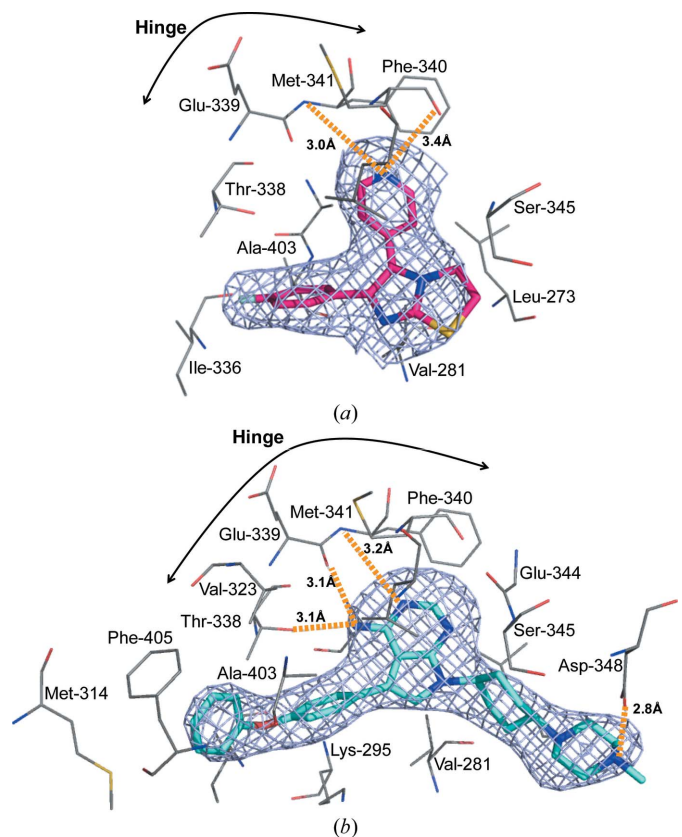 Hinge
Phe-340
Met-341
Glu-339
3.0Å
3.4Å
Thr-338
Ser-345
Ala-403
Leu-273
Ile-336
Val-281
(a)
Hinge
Phe-340
Met-341
Glu-339
3.2Å
Val-323
3.1Å
Glu-344
Thr-338
3.1Å
Ser-345
Phe-405
Asp-348
Ala-403
Met-314
2.8Å
Lys-295
Val-281
(b)